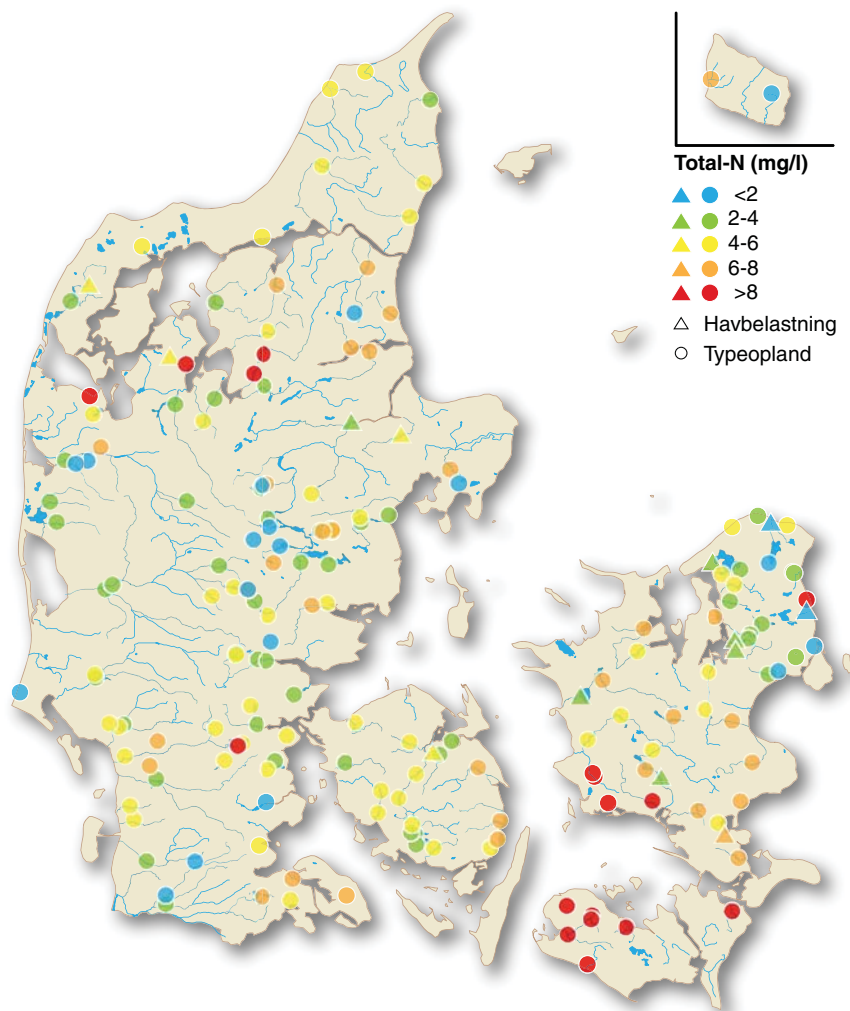 Total-N (mg/l)
<2
2-4
4-6
6-8
>8
Havbelastning
Typeopland